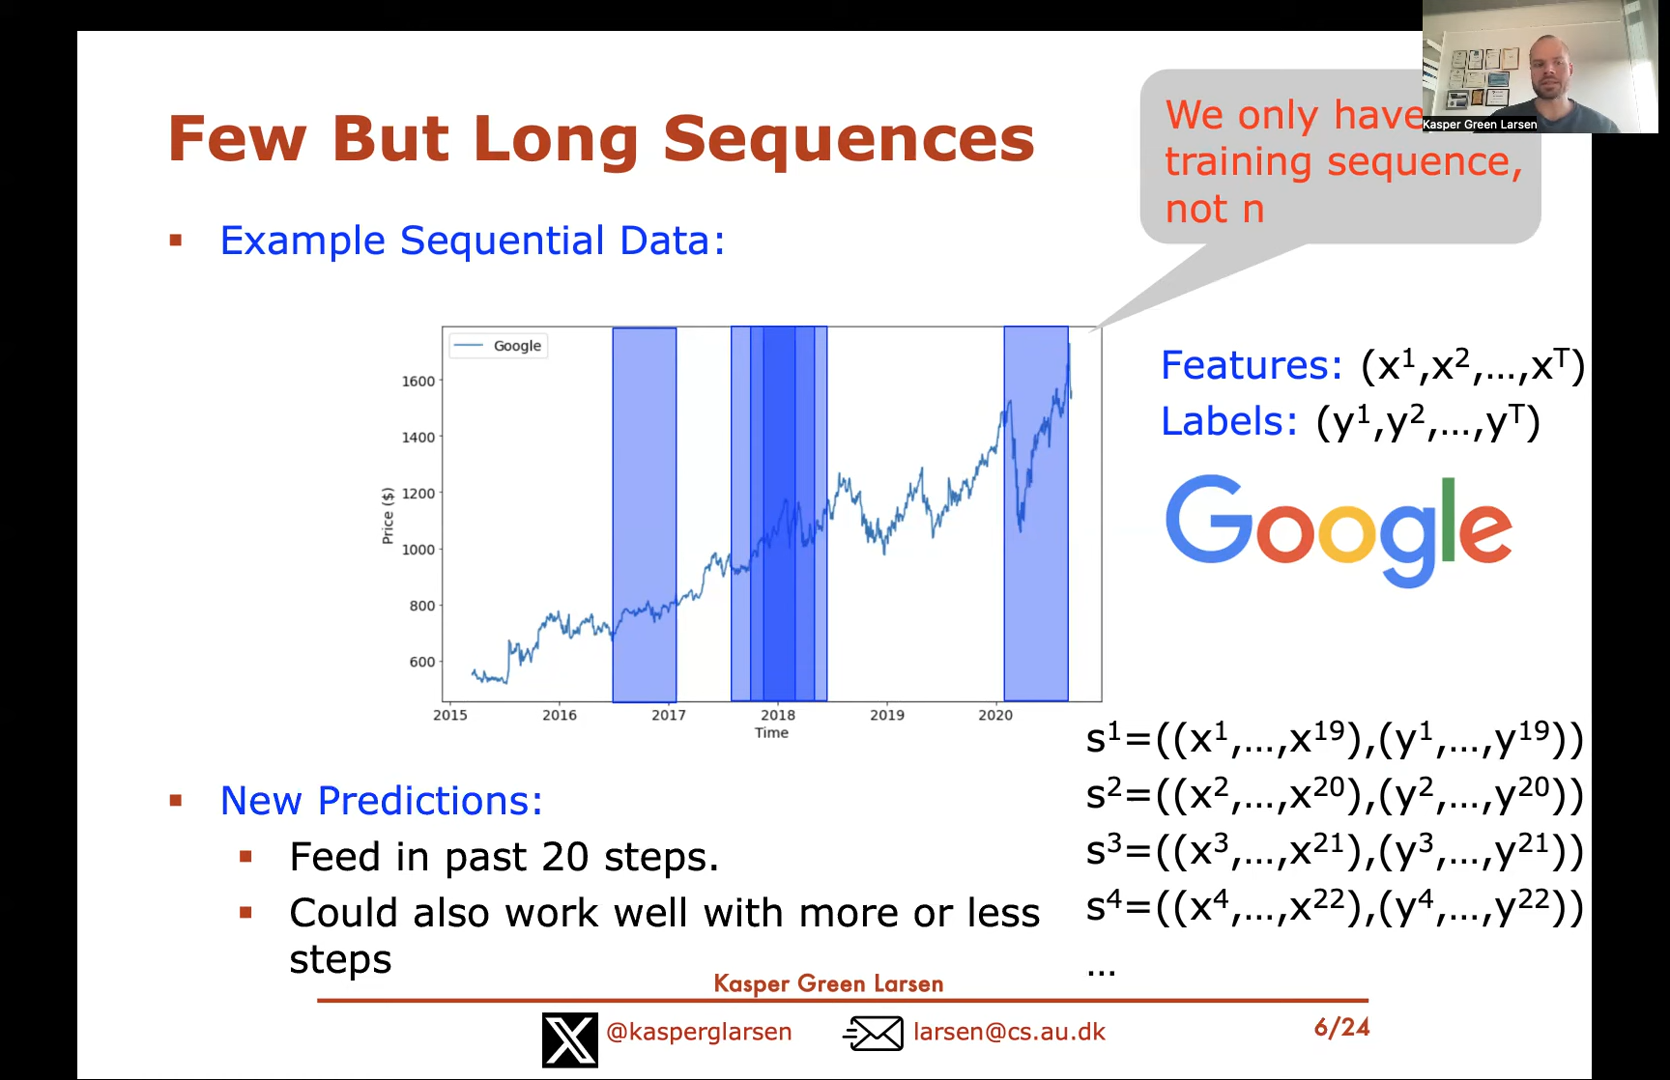 Few But Long Sequences
We only have
training sequence,
not n
Kasper Green Larsen
▪ Example Sequential Data:
Google
1600
1400
1200
1000
800
600
Price ($)
2015 2016 2017 2018 2019 2020
Time
Features: (x¹,x²,…,xᵀ)
Labels: (y¹,y²,…,yᵀ)
Google
s¹=((x¹,…,x¹⁹),(y¹,…,y¹⁹))
s²=((x²,…,x²⁰),(y²,…,y²⁰))
s³=((x³,…,x²¹),(y³,…,y²¹))
s⁴=((x⁴,…,x²²),(y⁴,…,y²²))
…
▪ New Predictions:
▪ Feed in past 20 steps.
▪ Could also work well with more or less
steps
Kasper Green Larsen
@kasperglarsen
larsen@cs.au.dk
6/24